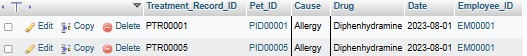 Treatment_Record_ID Pet_ID Cause Drug Date Employee_ID
Edit Copy Delete PTR00001 PID00001 Allergy Diphenhydramine 2023-08-01 EM00001
Edit Copy Delete PTR00005 PID00005 Allergy Diphenhydramine 2023-08-01 EM00001